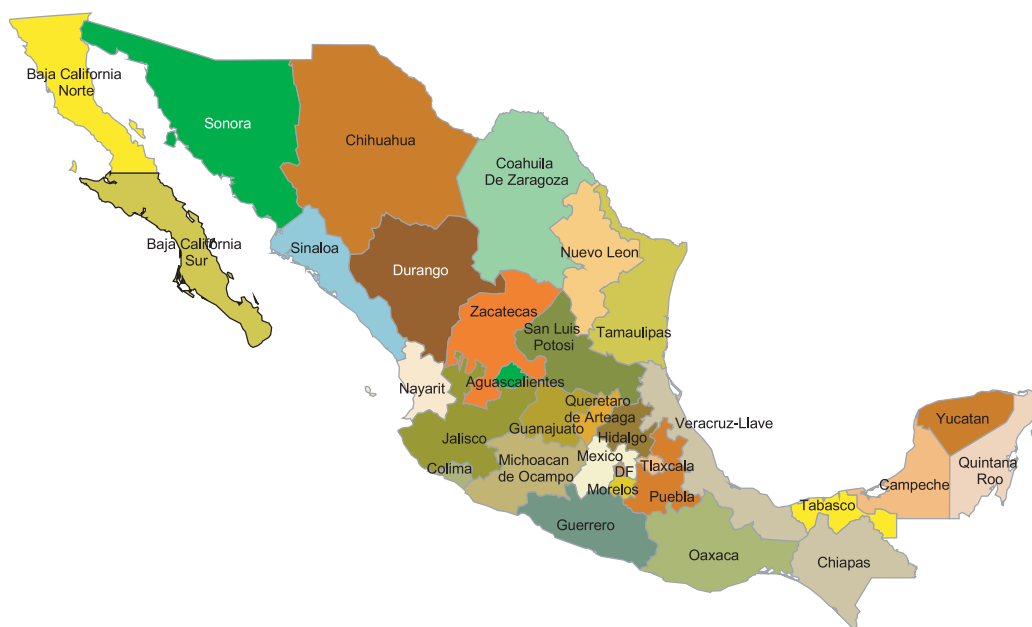 Baja California
Norte
Sonora
Chihuahua
Coahuila
De Zaragoza
Baja California
Sur
Sinaloa
Durango
Nuevo Leon
Zacatecas
San Luis
Potosi
Tamaulipas
Nayarit
Aguascalientes
Queretaro
de Arteaga
Guanajuato
Hidalgo
Veracruz-Llave
Yucatan
Jalisco
Colima
Michoacan
de Ocampo
Mexico
DF
Tlaxcala
Morelos
Puebla
Quintana
Roo
Campeche
Tabasco
Guerrero
Oaxaca
Chiapas